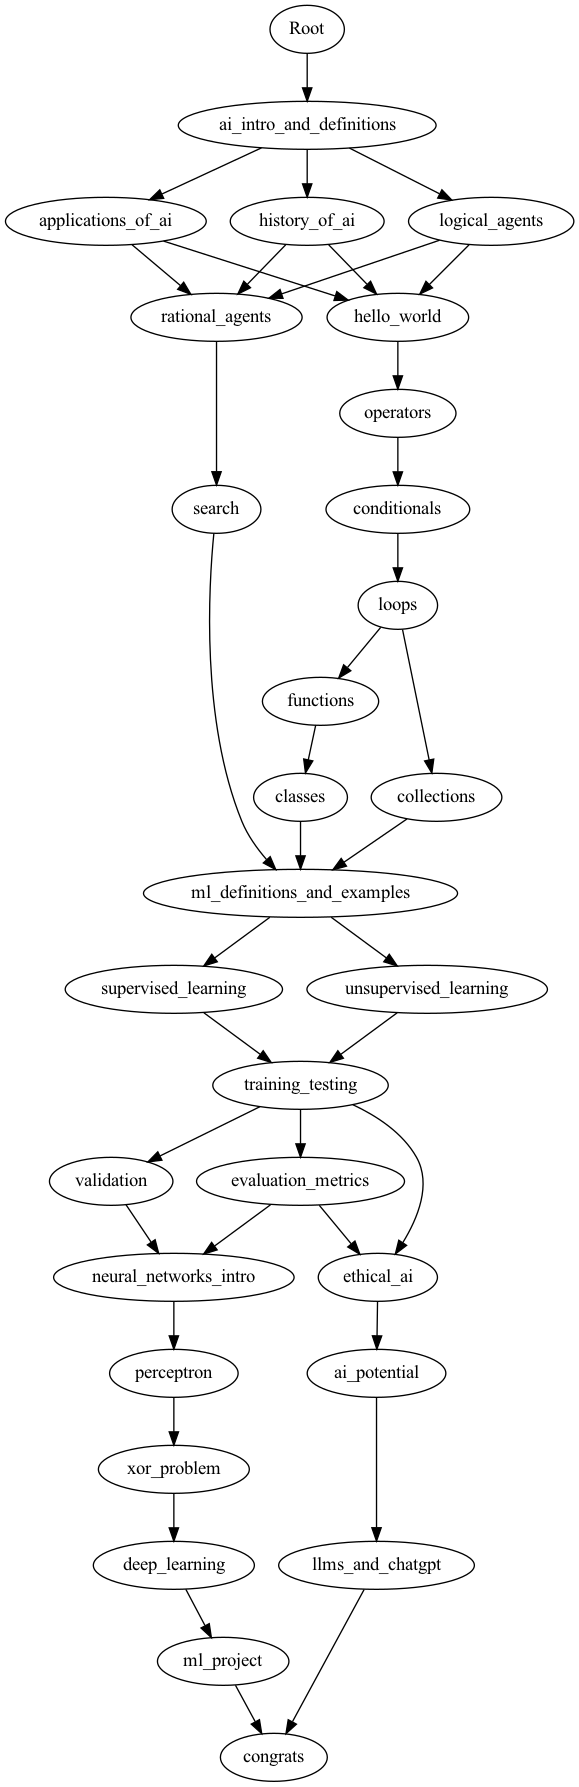 Root
ai_intro_and_definitions
applications_of_ai
history_of_ai
logical_agents
rational_agents
hello_world
operators
search
conditionals
loops
functions
classes
collections
ml_definitions_and_examples
supervised_learning
unsupervised_learning
training_testing
validation
evaluation_metrics
neural_networks_intro
ethical_ai
perceptron
ai_potential
xor_problem
deep_learning
llms_and_chatgpt
ml_project
congrats